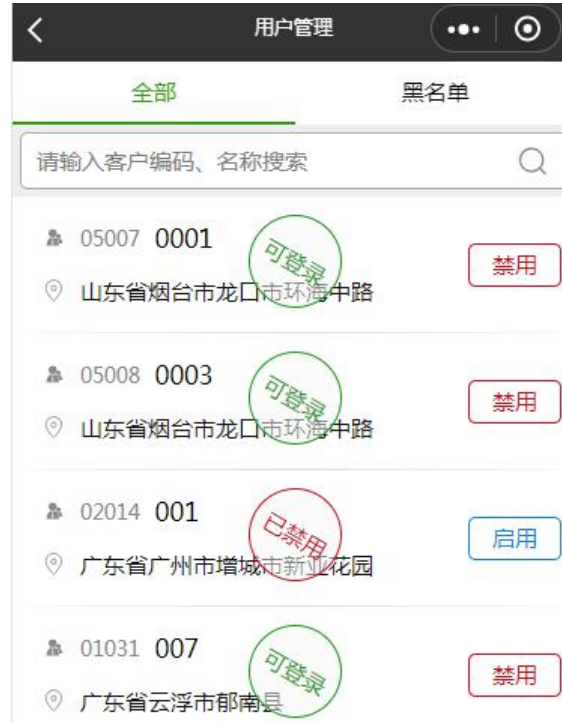 用户管理
全部 黑名单
请输入客户编码、名称搜索
05007 0001 可登录 禁用
山东省烟台市龙口市环海中路
05008 0003 可登录 禁用
山东省烟台市龙口市环海中路
02014 001 已禁用 启用
广东省广州市增城市新亚花园
01031 007 可登录 禁用
广东省云浮市郁南县